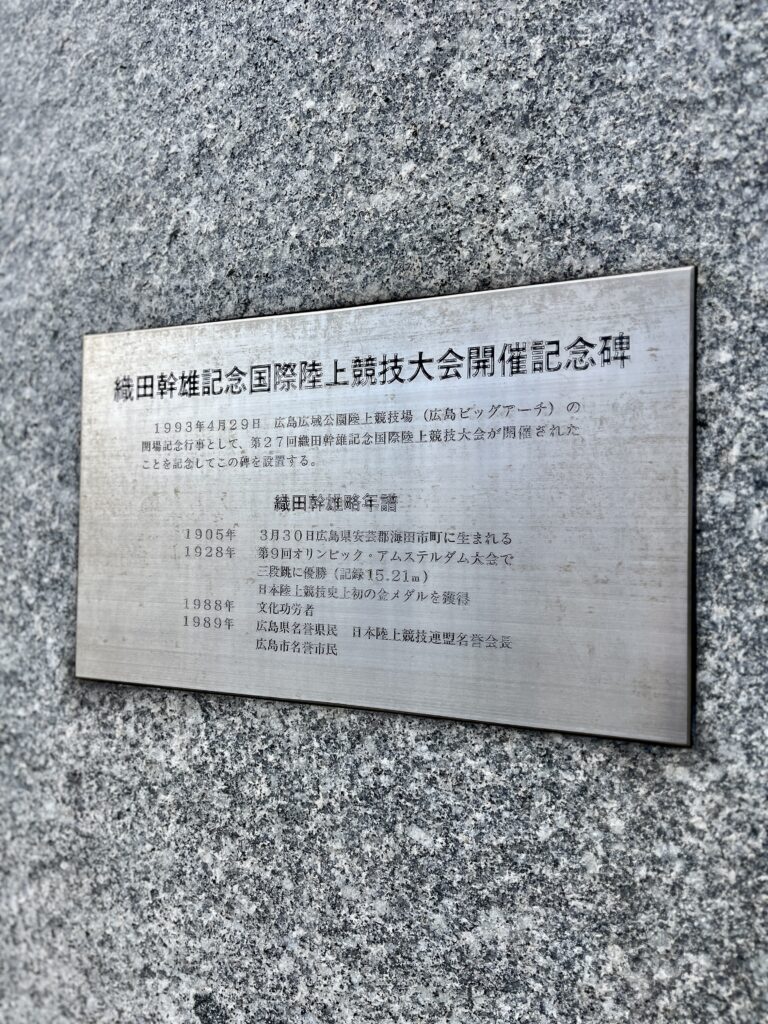 織田幹雄記念国際陸上競技大会開催記念碑
1993年4月29日 広島広域公園陸上競技場（広島ビッグアーチ）の
開場記念行事として、第27回織田幹雄記念国際陸上競技大会が開催された
ことを記念してこの碑を設置する。
織田幹雄略年譜
1905年 3月30日広島県安芸郡海田市町に生まれる
1928年 第9回オリンピック・アムステルダム大会で
三段跳に優勝（記録15.21m）
日本陸上競技史上初の金メダルを獲得
1988年 文化功労者
1989年 広島県名誉県民 日本陸上競技連盟名誉会長
広島市名誉市民